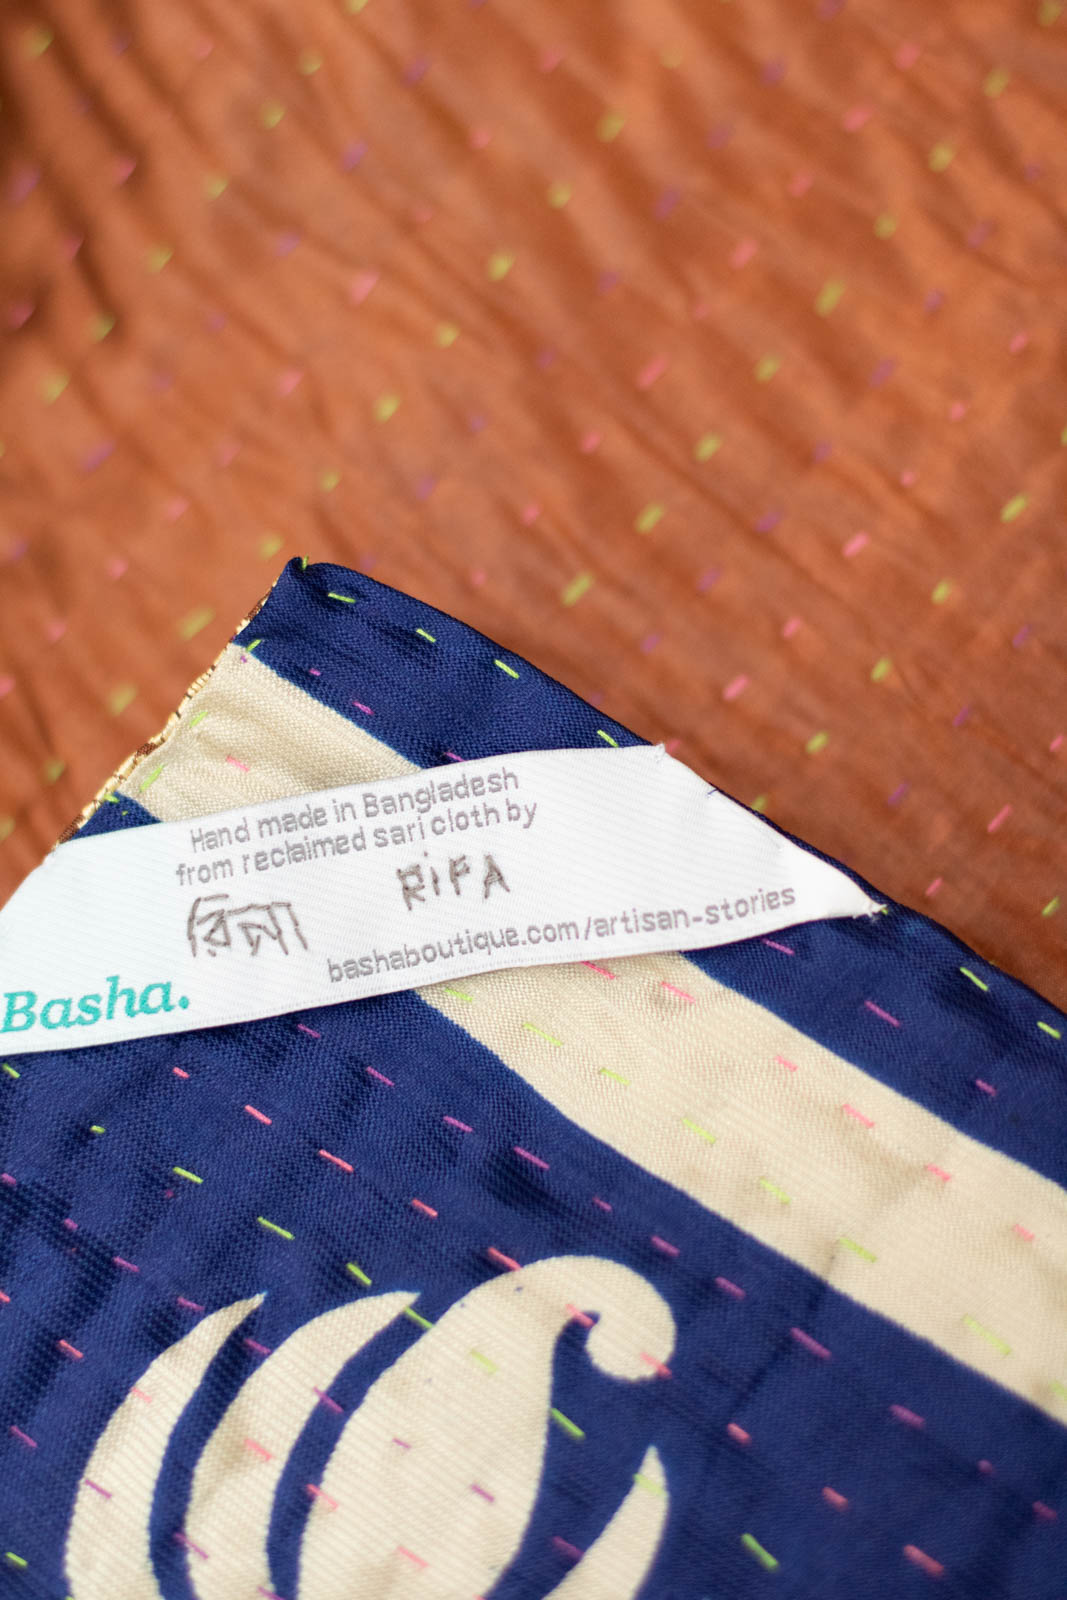 Hand made in Bangladesh
from reclaimed sari cloth by
রিফা RiFA
bashaboutique.com/artisan-stories
Basha.